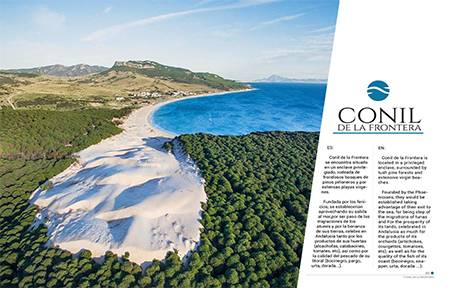 CONIL
DE LA FRONTERA
ES:
Conil de la Frontera
se encuentra situada
en un enclave privile-
giado, rodeada de
frondosos bosques de
pinos piñoneros y por
extensas playas vírge-
nes.
Fundada por los feni-
cios, se establecieron
aprovechando su salida
al mar por ser paso de las
migraciones de los
atunes y por la bonanza
de sus tierras, celebre en
Andalucía tanto por los
productos de sus huertas
(alcachofas, calabacines,
tomates, etc), así como por
la calidad del pescado de su
litoral (boconegro, pargo,
urta, dorada ...).
EN:
Conil de la Frontera is
located in a privileged
enclave, surrounded by
lush pine forests and
extensive virgin bea-
ches.
Founded by the Phoe-
nicians, they would be
established taking
advantage of their exit to
the sea, for being step of
the migrations of tunas
and For the prosperity of
its lands, celebrated in
Andalusia as much for
the products of its
orchards (artichokes,
courgettes, tomatoes,
etc), as well as for the
quality of the fish of its
coast (boconegro, sna-
pper, urta, dorada ...).